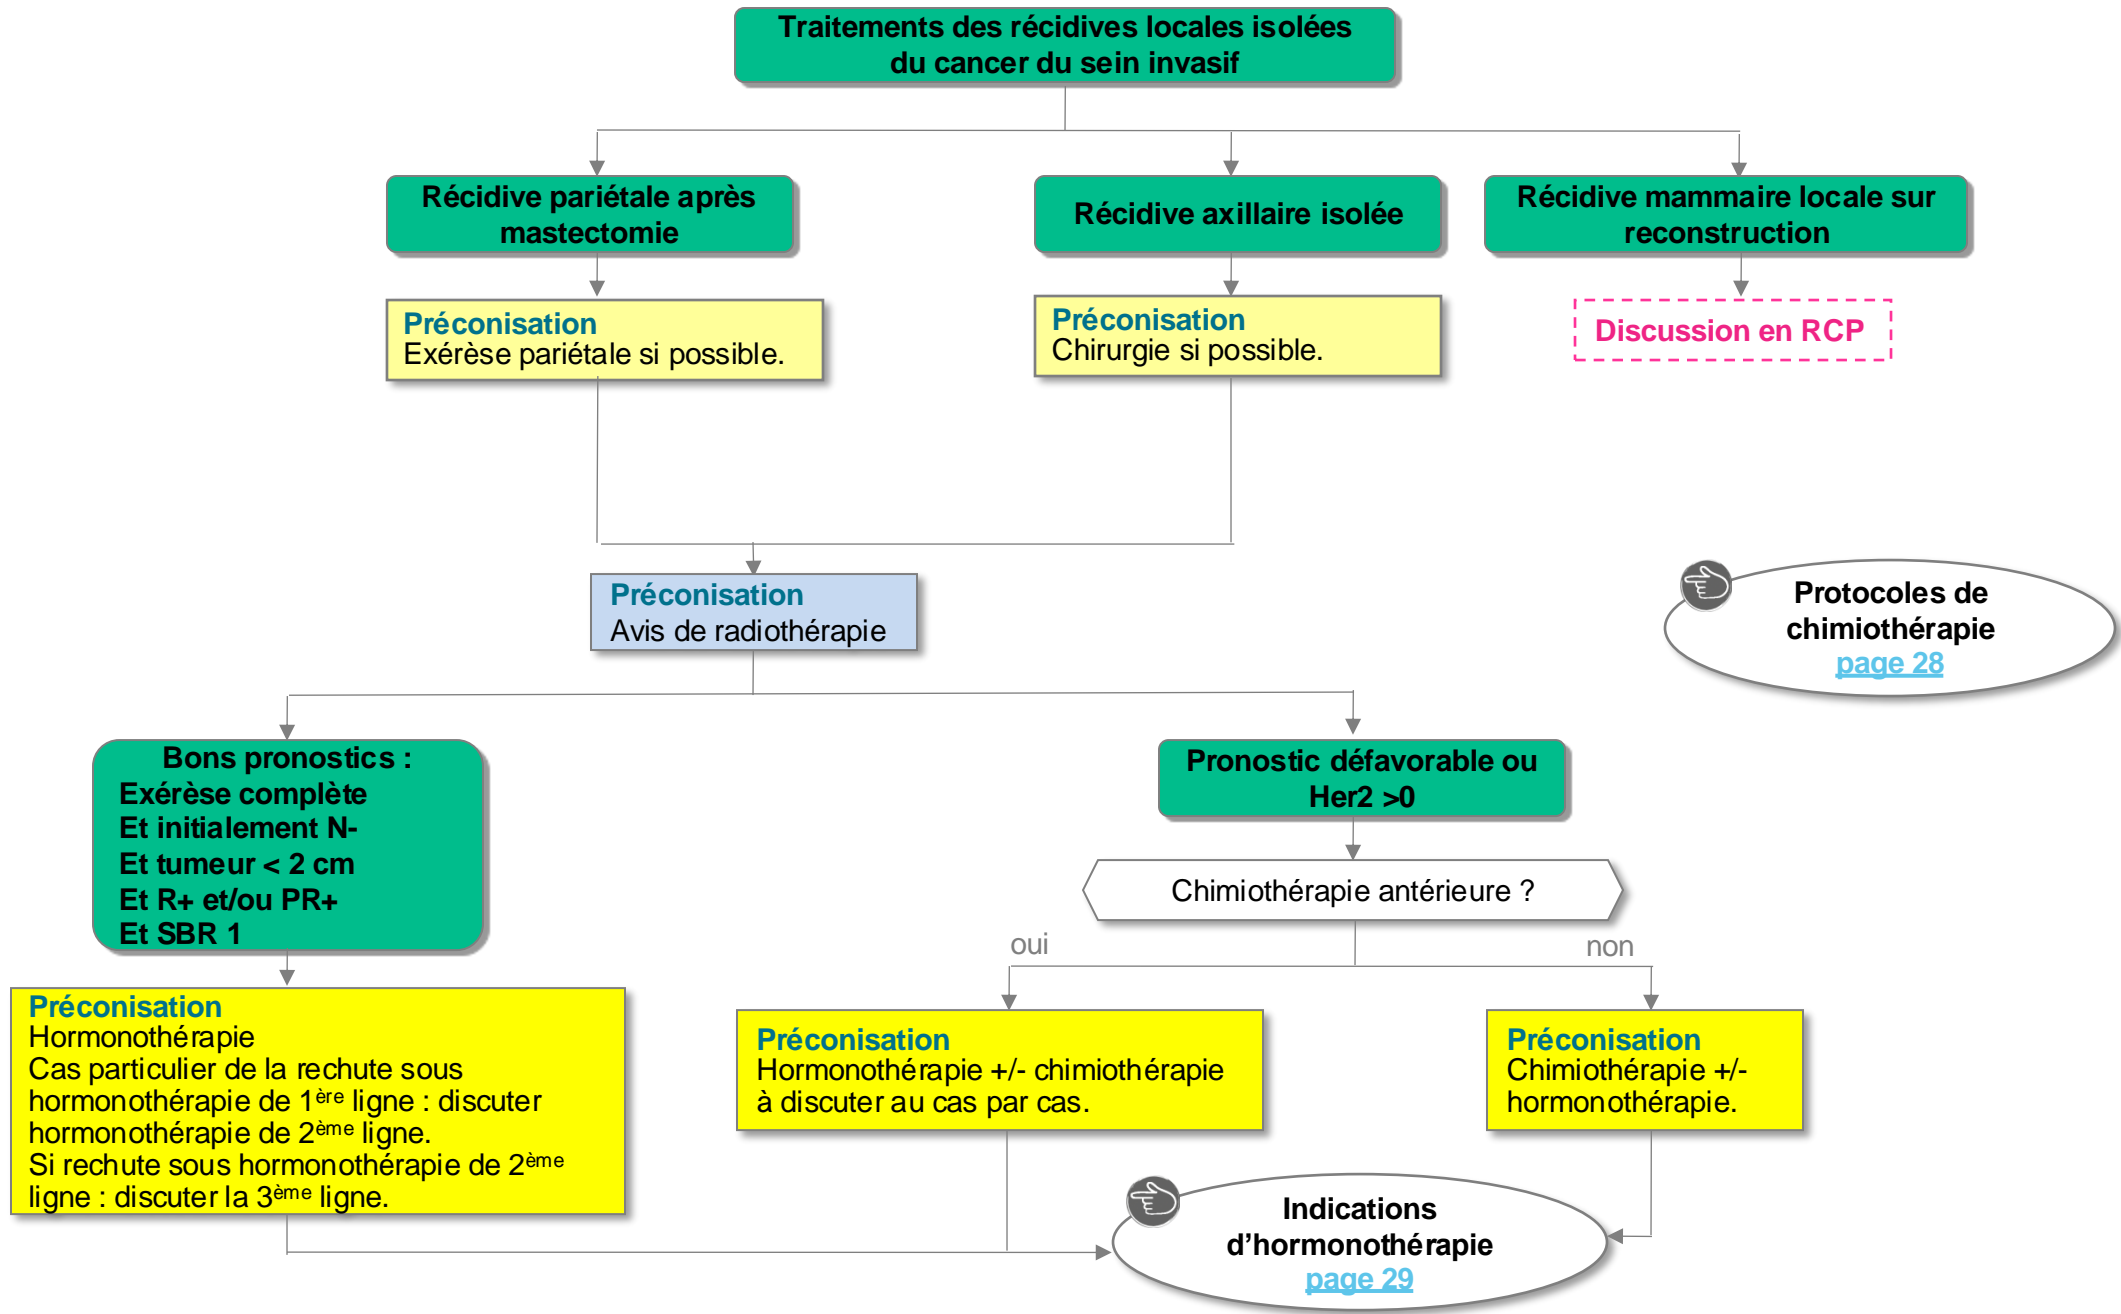 Traitements des récidives locales isolées
du cancer du sein invasif
Récidive pariétale après
mastectomie
Récidive axillaire isolée
Récidive mammaire locale sur
reconstruction
Préconisation
Exérèse pariétale si possible.
Préconisation
Chirurgie si possible.
Discussion en RCP
Préconisation
Avis de radiothérapie
Protocoles de
chimiothérapie
page 28
Bons pronostics :
Exérèse complète
Et initialement N-
Et tumeur < 2 cm
Et R+ et/ou PR+
Et SBR 1
Pronostic défavorable ou
Her2 >0
Chimiothérapie antérieure ?
oui
non
Préconisation
Hormonothérapie
Cas particulier de la rechute sous
hormonothérapie de 1ère ligne : discuter
hormonothérapie de 2ème ligne.
Si rechute sous hormonothérapie de 2ème
ligne : discuter la 3ème ligne.
Préconisation
Hormonothérapie +/- chimiothérapie
à discuter au cas par cas.
Préconisation
Chimiothérapie +/-
hormonothérapie.
Indications
d’hormonothérapie
page 29